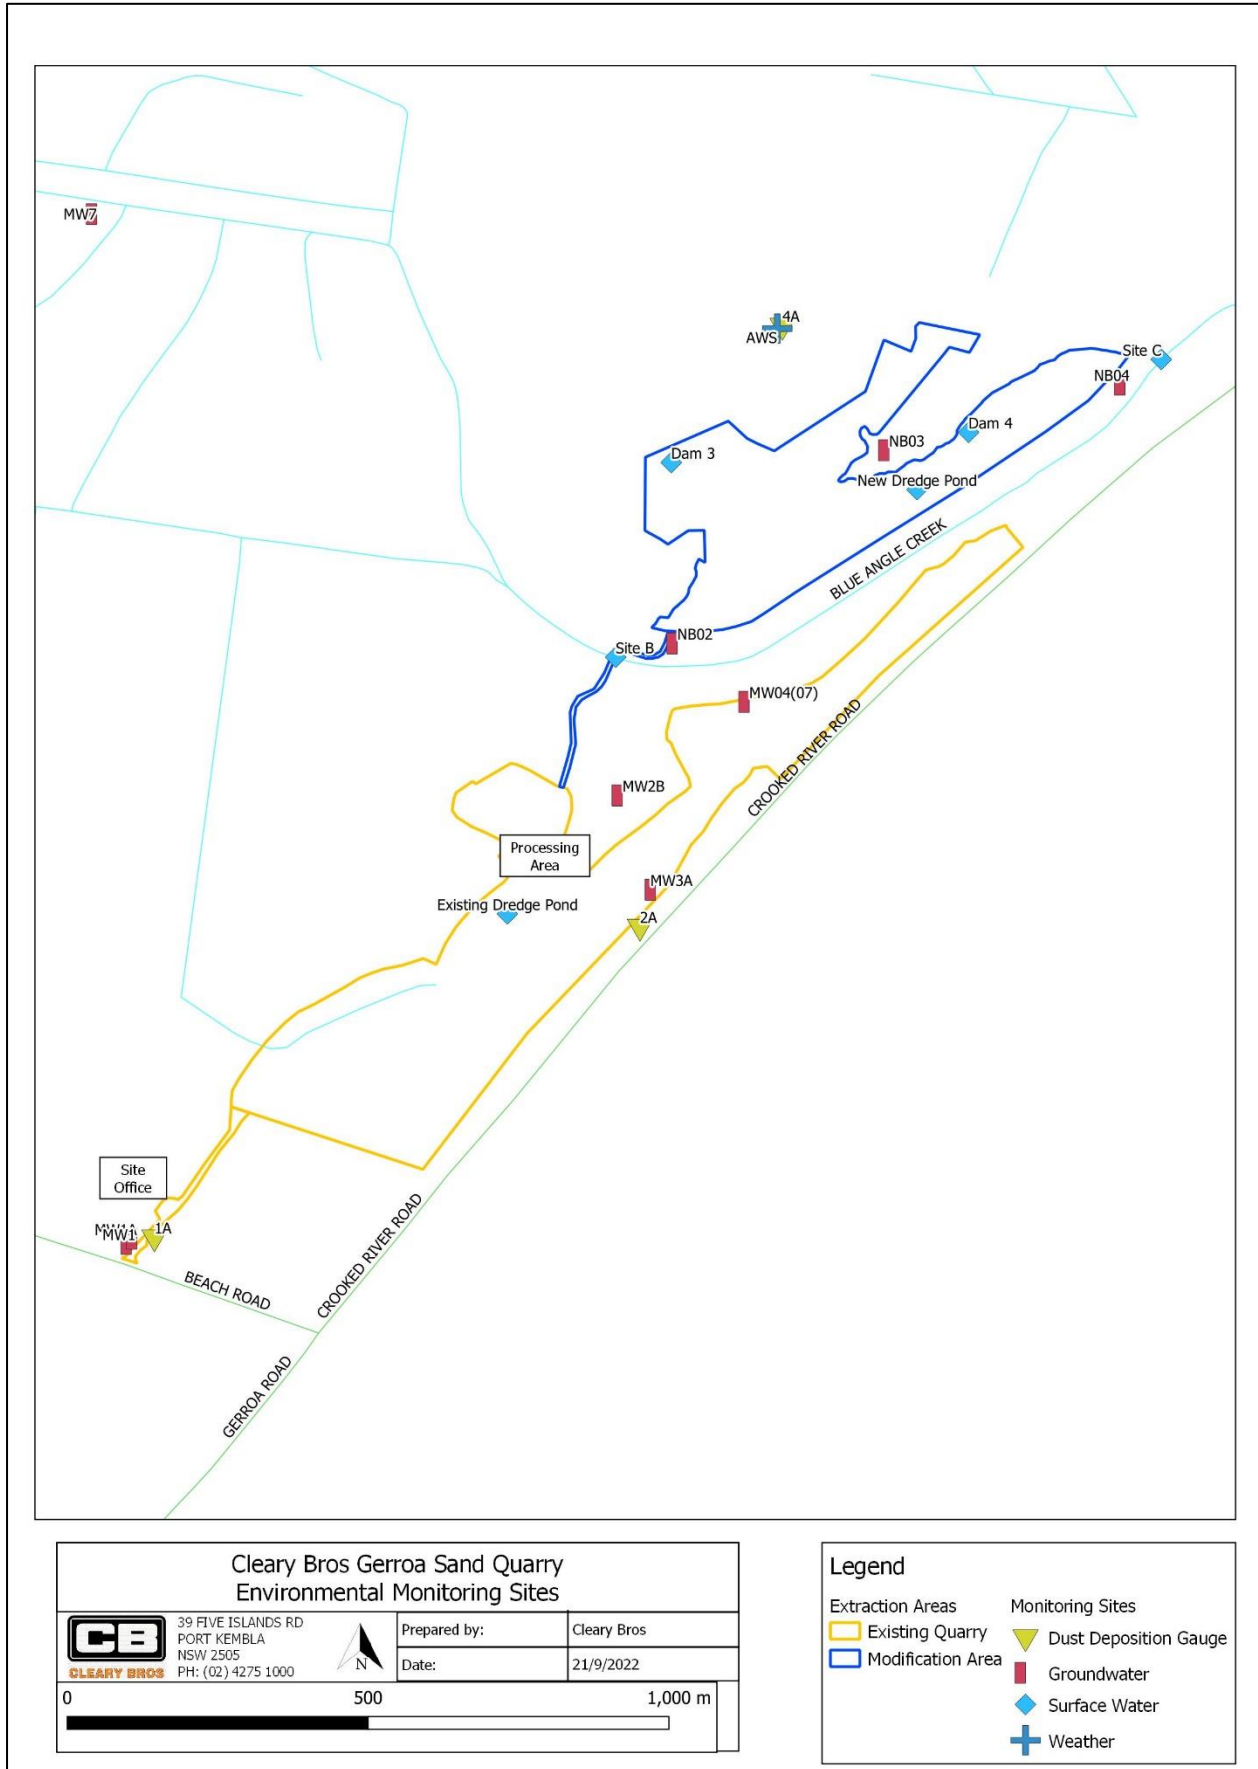 MW7
4A
AWS
Site C
NB04
Dam 4
NB03
Dam 3
New Dredge Pond
BLUE ANGLE CREEK
NB02
Site B
MW04(07)
CROOKED RIVER ROAD
MW2B
Processing
Area
MW3A
Existing Dredge Pond
2A
Site
Office
MW1A
MW1
1A
BEACH ROAD
CROOKED RIVER ROAD
GERROA ROAD
Cleary Bros Gerroa Sand Quarry
Environmental Monitoring Sites
CB
CLEARY BROS
39 FIVE ISLANDS RD
PORT KEMBLA
NSW 2505
PH: (02) 4275 1000
N
Prepared by:
Cleary Bros
Date:
21/9/2022
0 500 1,000 m
Legend
Extraction Areas
Existing Quarry
Modification Area
Monitoring Sites
Dust Deposition Gauge
Groundwater
Surface Water
Weather